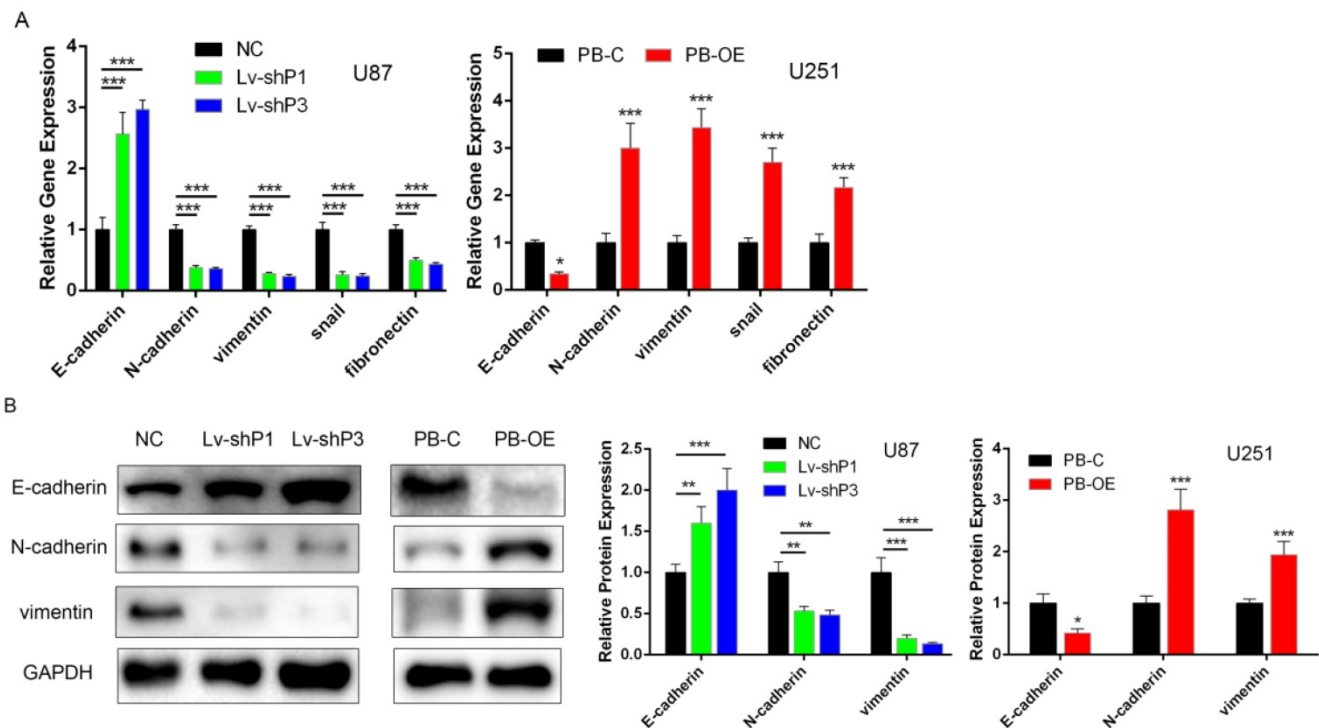 A
Relative Gene Expression
4
3
2
1
0
NC
Lv-shP1
Lv-shP3
U87
***
***
***
***
***
***
***
***
***
***
E-cadherin
N-cadherin
vimentin
snail
fibronectin
Relative Gene Expression
5
4
3
2
1
0
PB-C
PB-OE
U251
*
***
***
***
***
E-cadherin
N-cadherin
vimentin
snail
fibronectin
B
NC Lv-shP1 Lv-shP3 PB-C PB-OE
E-cadherin
N-cadherin
vimentin
GAPDH
Relative Protein Expression
2.5
2.0
1.5
1.0
0.5
0.0
NC
Lv-shP1
Lv-shP3
U87
***
**
**
**
***
***
E-cadherin
N-cadherin
vimentin
Relative Protein Expression
4
3
2
1
0
PB-C
PB-OE
U251
*
***
***
E-cadherin
N-cadherin
vimentin